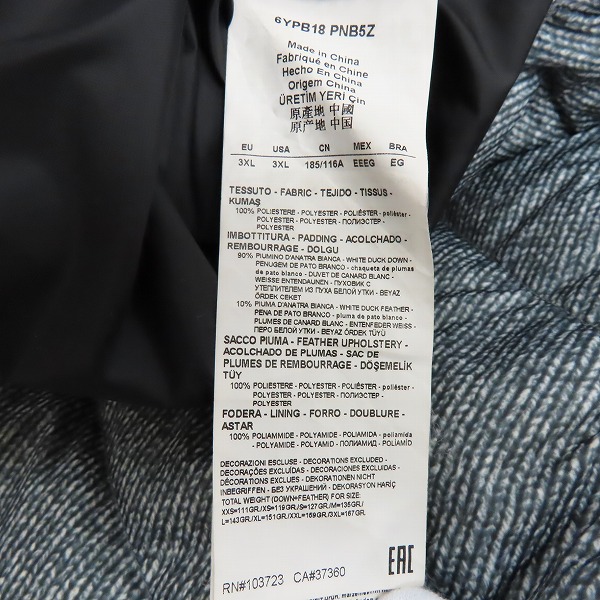 6YPB18 PNB5Z
Made in China
Fabriqué en Chine
Hecho En China
Origem China
ÜRETİM YERİ Çin
原產地 中國
原产地 中国
EU USA CN MEX BRA
3XL 3XL 185/116A EEEG EG
TESSUTO - FABRIC - TEJIDO - TISSUS -
KUMAŞ
100% POLIESTERE - POLYESTER - POLIÉSTER - poliéster -
POLYESTER - POLYESTER - ПОЛИЭСТЕР -
POLYESTER
IMBOTTITURA - PADDING - ACOLCHADO -
REMBOURRAGE - DOLGU
90% PIUMINO D'ANATRA BIANCA - WHITE DUCK DOWN -
PENUGEM DE PATO BRANCO - chaqueta de plumas
de pato blanco - DUVET DE CANARD BLANC -
WEISSE ENTENDAUNEN - ПУХОВИК С
УТЕПЛИТЕЛЕМ ИЗ ПУХА БЕЛОЙ УТКИ - BEYAZ
ÖRDEK CEKET
10% PIUMA D'ANATRA BIANCA - WHITE DUCK FEATHER -
PENA DE PATO BRANCO - pluma de pato blanco -
PLUMES DE CANARD BLANC - ENTENFEDER WEISS -
ПЕРО БЕЛОЙ УТКИ - BEYAZ ÖRDEK TÜYÜ
SACCO PIUMA - FEATHER UPHOLSTERY -
ACOLCHADO DE PLUMAS - SAC DE
PLUMES DE REMBOURRAGE - DÖŞEMELİK
TÜY
100% POLIESTERE - POLYESTER - POLIÉSTER - poliéster -
POLYESTER - POLYESTER - ПОЛИЭСТЕР -
POLYESTER
FODERA - LINING - FORRO - DOUBLURE -
ASTAR
100% POLIAMMIDE - POLYAMIDE - POLIAMIDA - poliamida
- POLYAMIDE - POLYAMID - ПОЛИАМИД - POLİAMİD
DECORAZIONI ESCLUSE - DECORATIONS EXCLUDED -
DECORAÇÕES EXCLUÍDAS - DECORACIONES EXCLUIDAS -
DÉCORATIONS EXCLUES - DEKORATIONEN NICHT
INBEGRIFFEN - БЕЗ УКРАШЕНИЙ - DEKORASYON HARİÇ
TOTAL WEIGHT (DOWN+FEATHER) FOR SIZE:
XXS=111GR./XS=119GR./S=127GR./M=135GR./
L=143GR./XL=151GR./XXL=159GR./3XL=167GR.
RN#103723 CA#37360 EAC